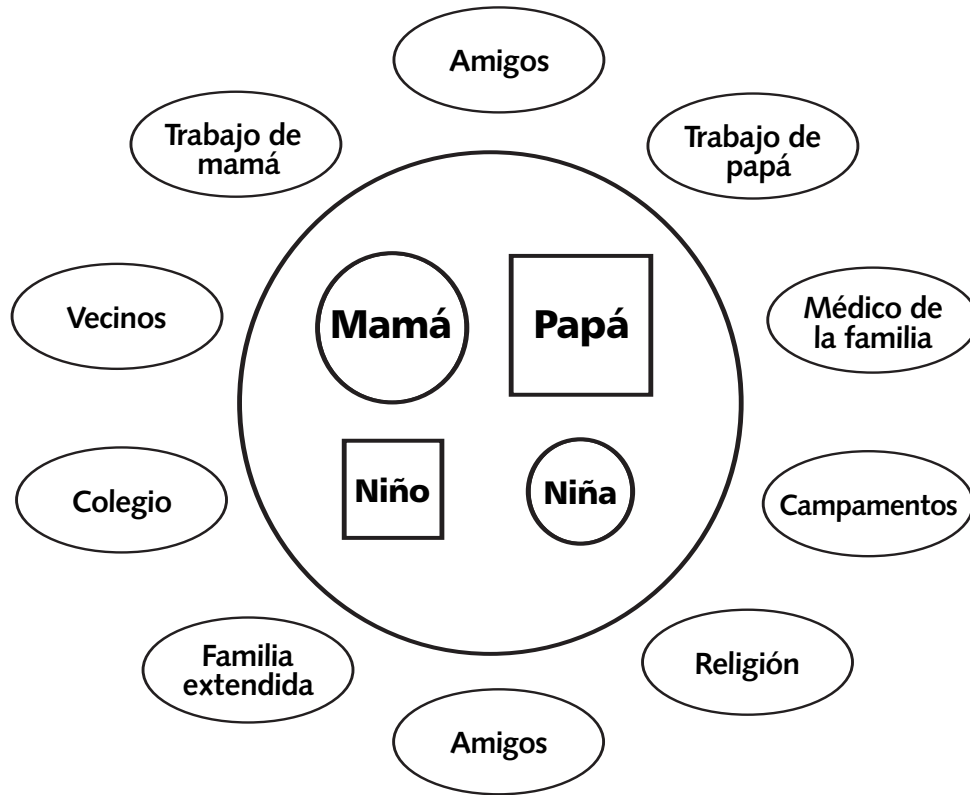 Amigos
Trabajo de
mamá
Trabajo de
papá
Vecinos
Mamá
Papá
Médico de
la familia
Colegio
Niño
Niña
Campamentos
Familia
extendida
Religión
Amigos